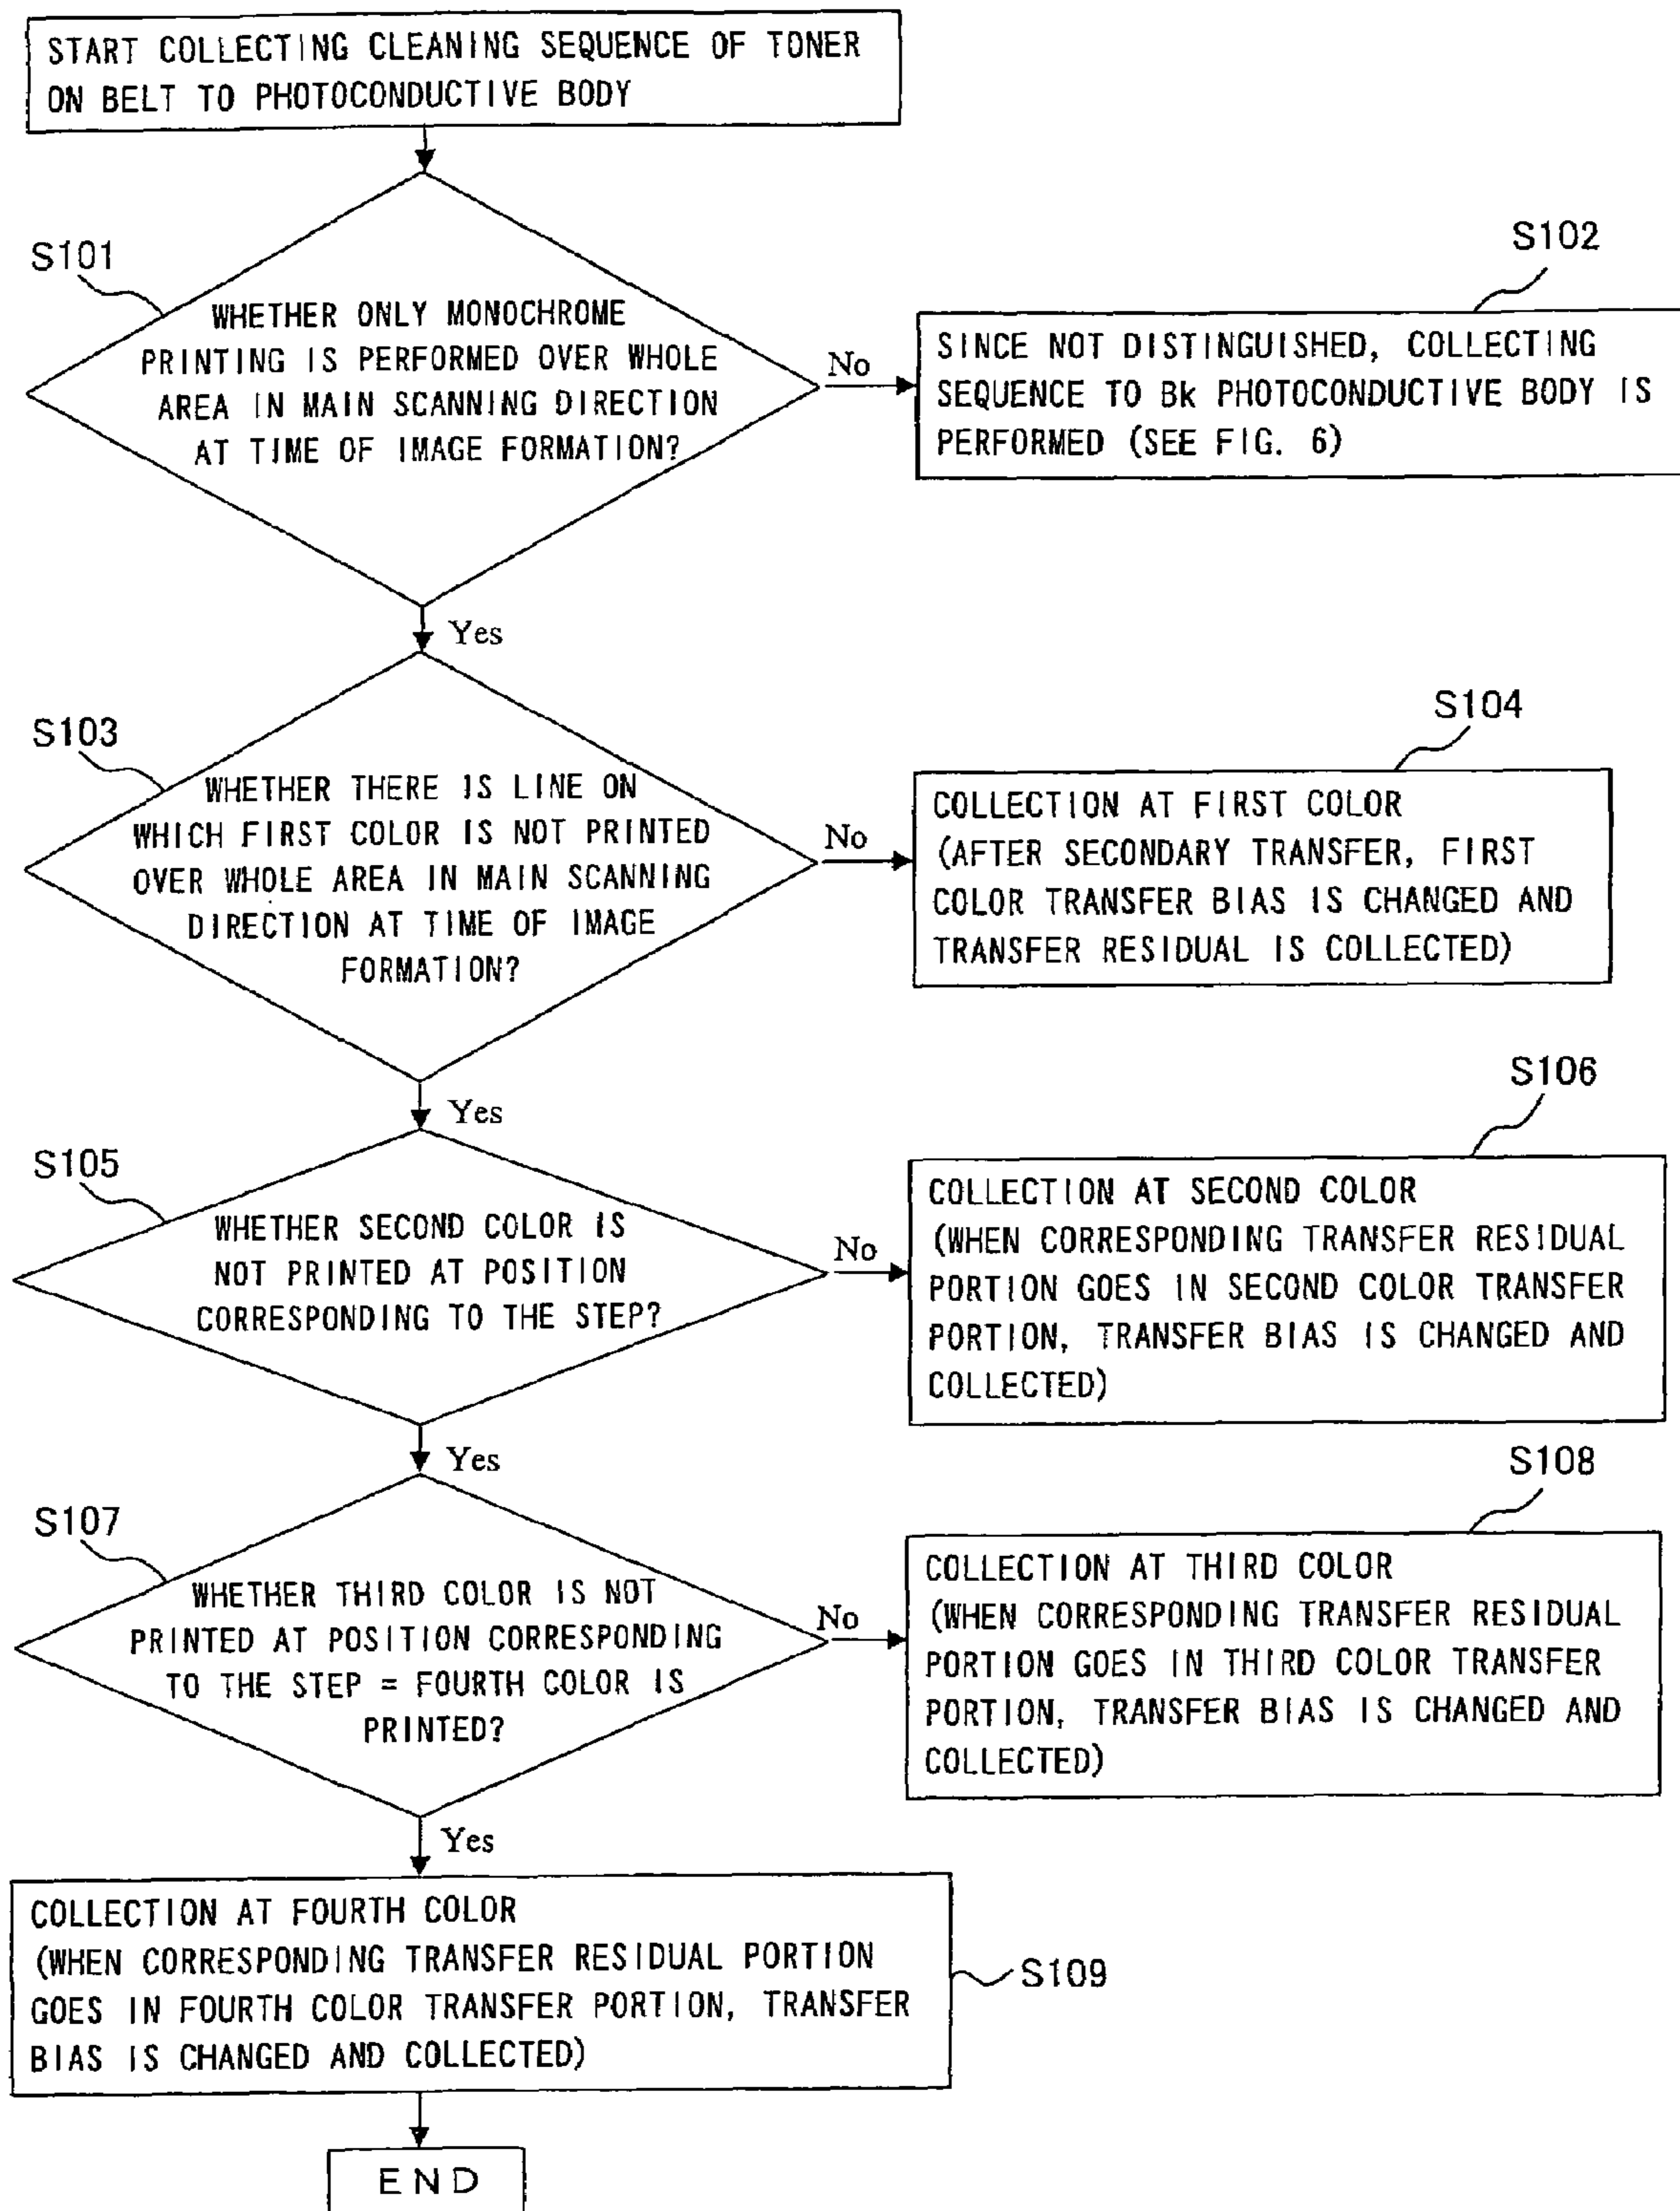 START COLLECTING CLEANING SEQUENCE OF TONER
ON BELT TO PHOTOCONDUCTIVE BODY
S101
WHETHER ONLY MONOCHROME
PRINTING IS PERFORMED OVER WHOLE
AREA IN MAIN SCANNING DIRECTION
AT TIME OF IMAGE FORMATION?
No
S102
SINCE NOT DISTINGUISHED, COLLECTING
SEQUENCE TO Bk PHOTOCONDUCTIVE BODY IS
PERFORMED (SEE FIG. 6)
Yes
S103
WHETHER THERE IS LINE ON
WHICH FIRST COLOR IS NOT PRINTED
OVER WHOLE AREA IN MAIN SCANNING
DIRECTION AT TIME OF IMAGE
FORMATION?
No
S104
COLLECTION AT FIRST COLOR
(AFTER SECONDARY TRANSFER, FIRST
COLOR TRANSFER BIAS IS CHANGED AND
TRANSFER RESIDUAL IS COLLECTED)
Yes
S105
WHETHER SECOND COLOR IS
NOT PRINTED AT POSITION
CORRESPONDING TO THE STEP?
No
S106
COLLECTION AT SECOND COLOR
(WHEN CORRESPONDING TRANSFER RESIDUAL
PORTION GOES IN SECOND COLOR TRANSFER
PORTION, TRANSFER BIAS IS CHANGED AND
COLLECTED)
Yes
S107
WHETHER THIRD COLOR IS NOT
PRINTED AT POSITION CORRESPONDING
TO THE STEP = FOURTH COLOR IS
PRINTED?
No
S108
COLLECTION AT THIRD COLOR
(WHEN CORRESPONDING TRANSFER RESIDUAL
PORTION GOES IN THIRD COLOR TRANSFER
PORTION, TRANSFER BIAS IS CHANGED AND
COLLECTED)
Yes
COLLECTION AT FOURTH COLOR
(WHEN CORRESPONDING TRANSFER RESIDUAL PORTION
GOES IN FOURTH COLOR TRANSFER PORTION, TRANSFER
BIAS IS CHANGED AND COLLECTED)
S109
END